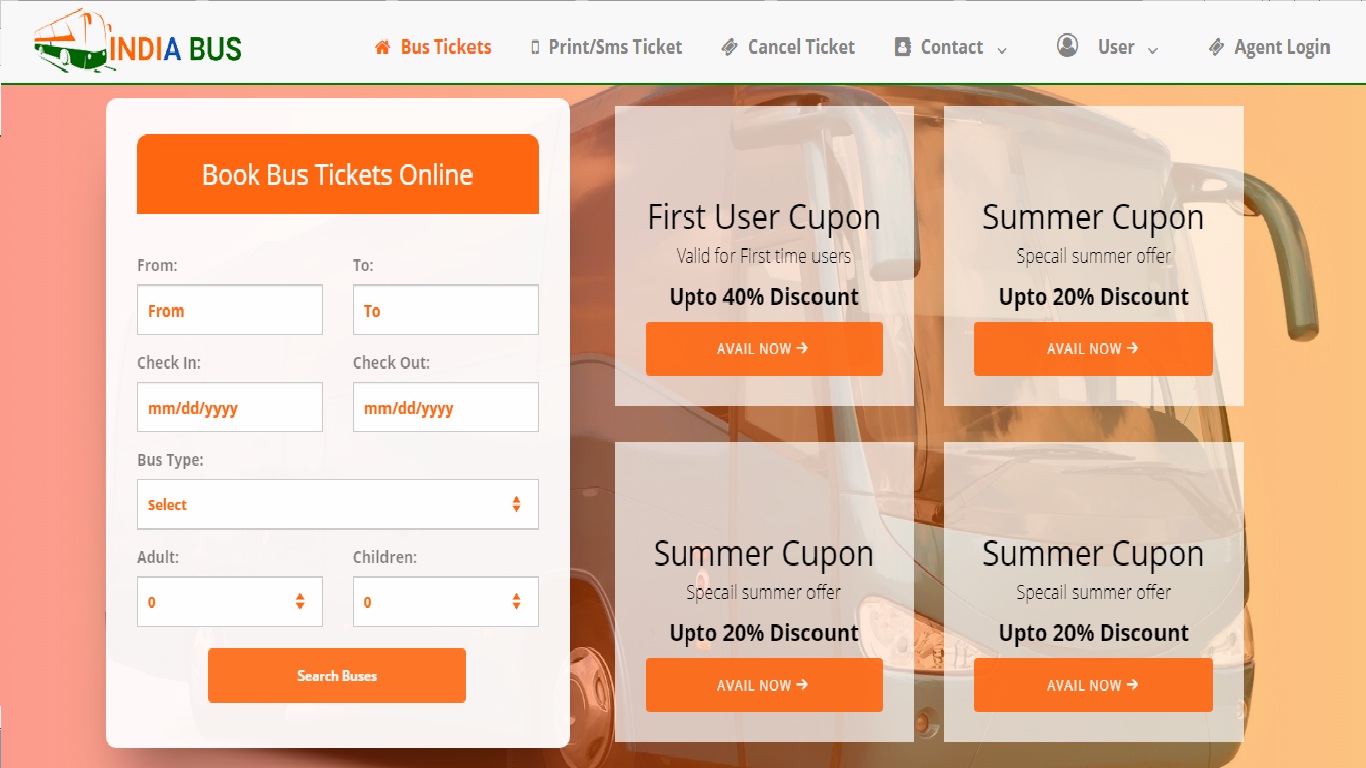 INDIA BUS
Bus Tickets
Print/Sms Ticket
Cancel Ticket
Contact
User
Agent Login
Book Bus Tickets Online
From: To:
From To
Check In: Check Out:
mm/dd/yyyy mm/dd/yyyy
Bus Type:
Select
Adult: Children:
0 0
Search Buses
First User Cupon
Valid for First time users
Upto 40% Discount
AVAIL NOW →
Summer Cupon
Specail summer offer
Upto 20% Discount
AVAIL NOW →
Summer Cupon
Specail summer offer
Upto 20% Discount
AVAIL NOW →
Summer Cupon
Specail summer offer
Upto 20% Discount
AVAIL NOW →